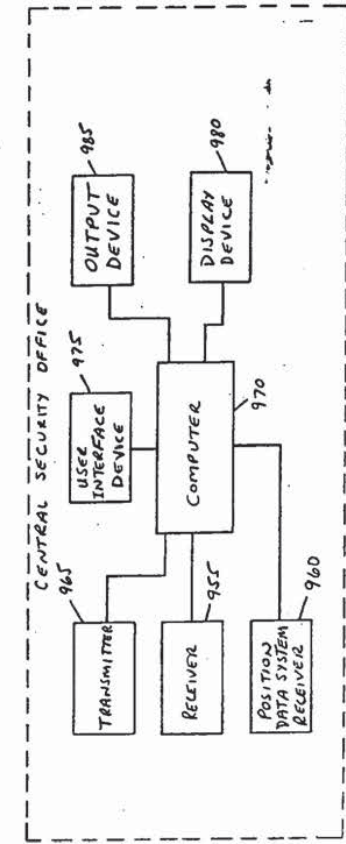 CENTRAL SECURITY OFFICE
965
TRANSMITTER
955
RECEIVER
960
POSITION
DATA SYSTEM
RECEIVER
975
USER
INTERFACE
DEVICE
COMPUTER
970
985
OUTPUT
DEVICE
980
DISPLAY
DEVICE